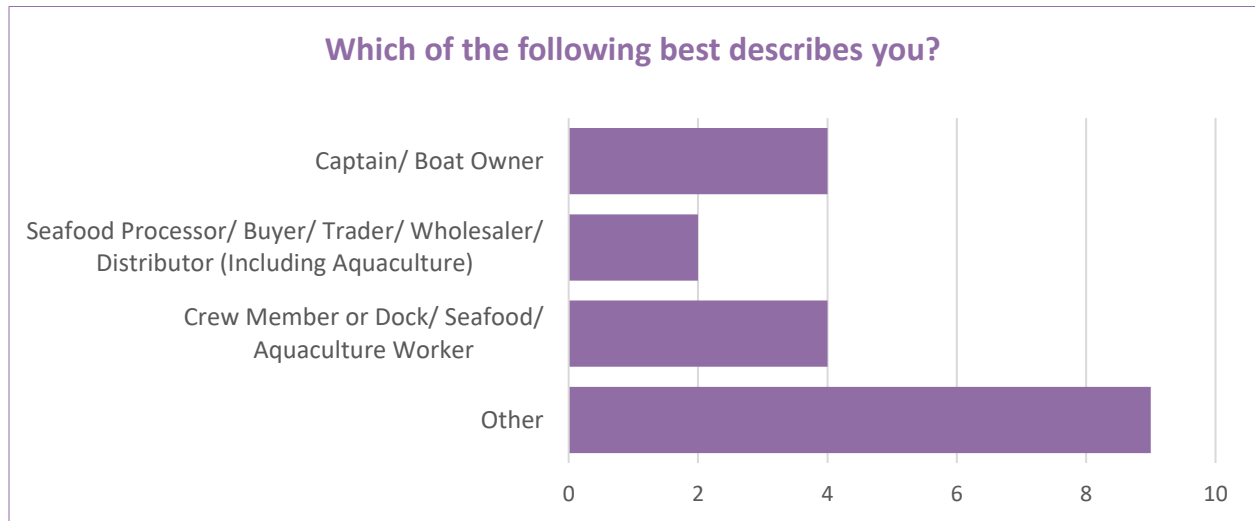 Which of the following best describes you?
Captain/ Boat Owner
Seafood Processor/ Buyer/ Trader/ Wholesaler/
Distributor (Including Aquaculture)
Crew Member or Dock/ Seafood/
Aquaculture Worker
Other
0 2 4 6 8 10